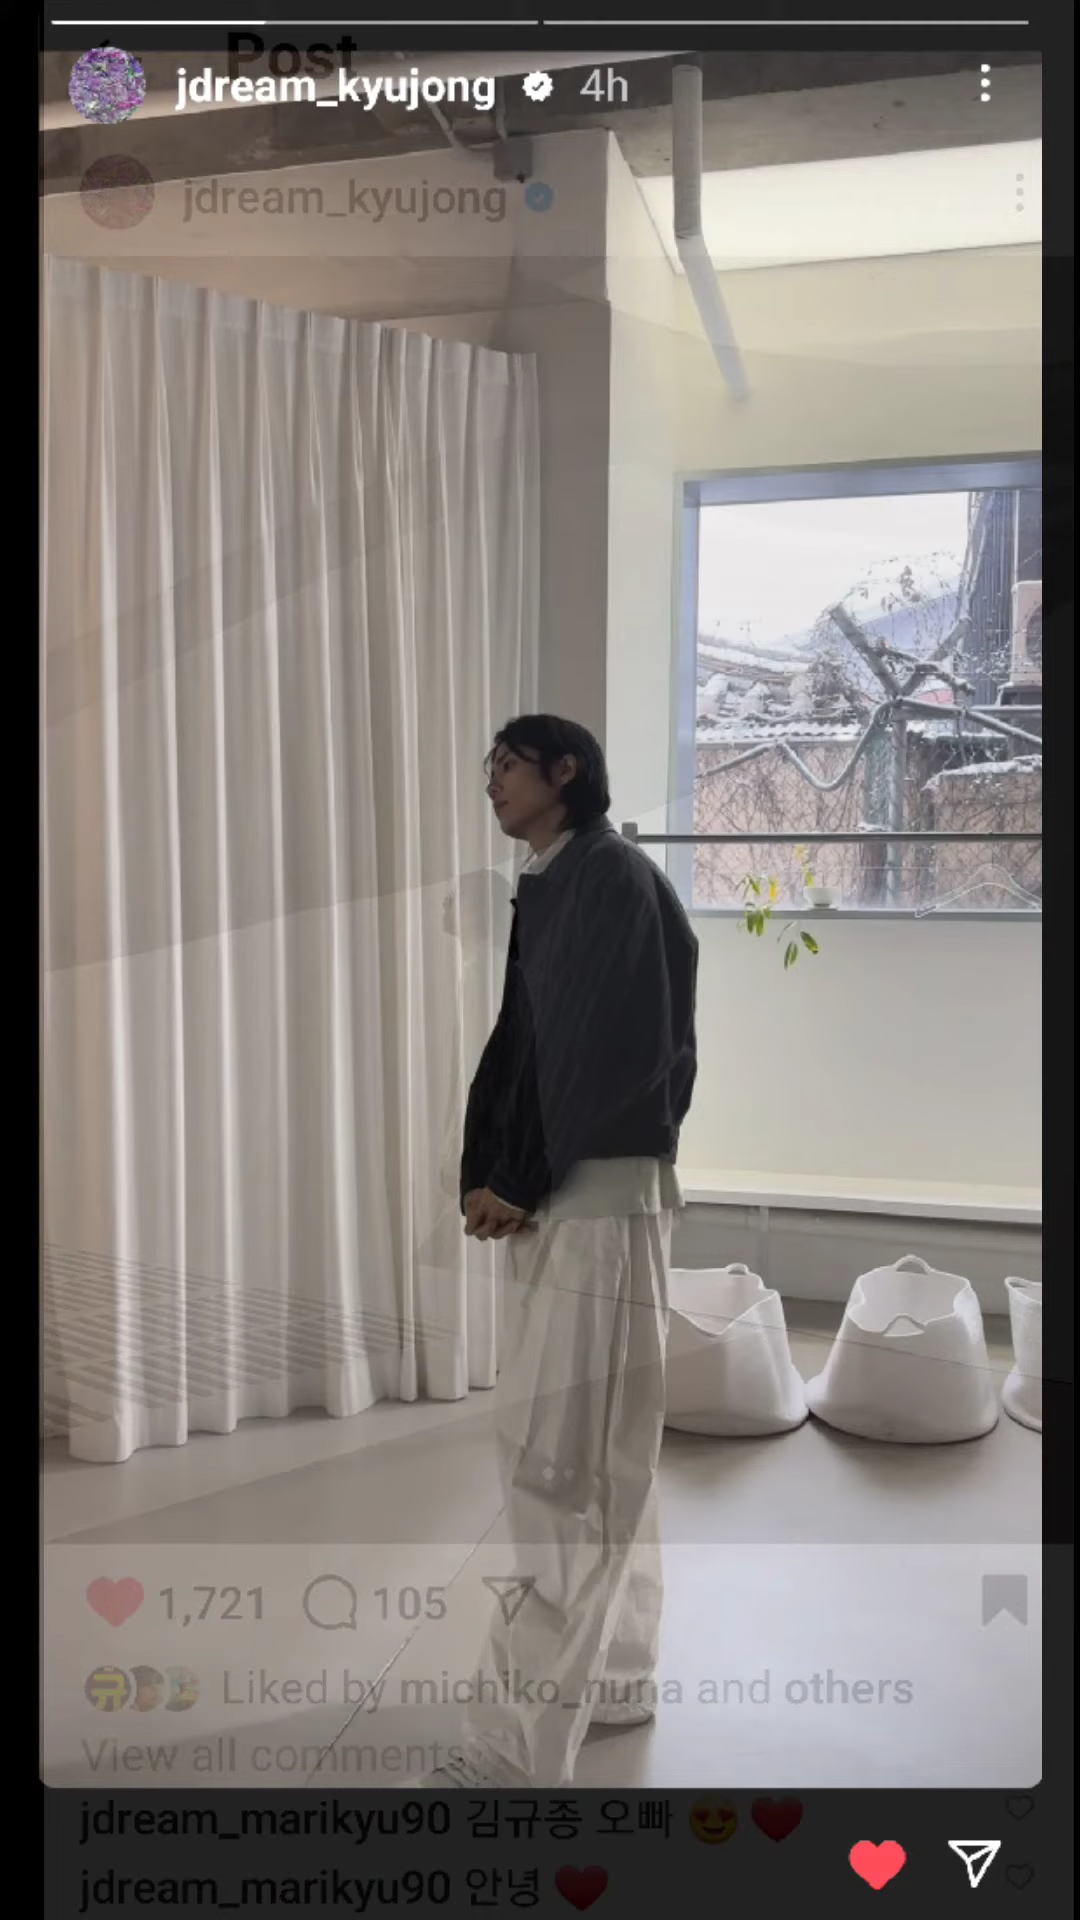 Post
jdream_kyujong 4h
jdream_kyujong
1,721 105
Liked by michiko_nuna and others
View all comments
jdream_marikyu90 김규종 오빠 😍 ❤️
jdream_marikyu90 안녕 ❤️